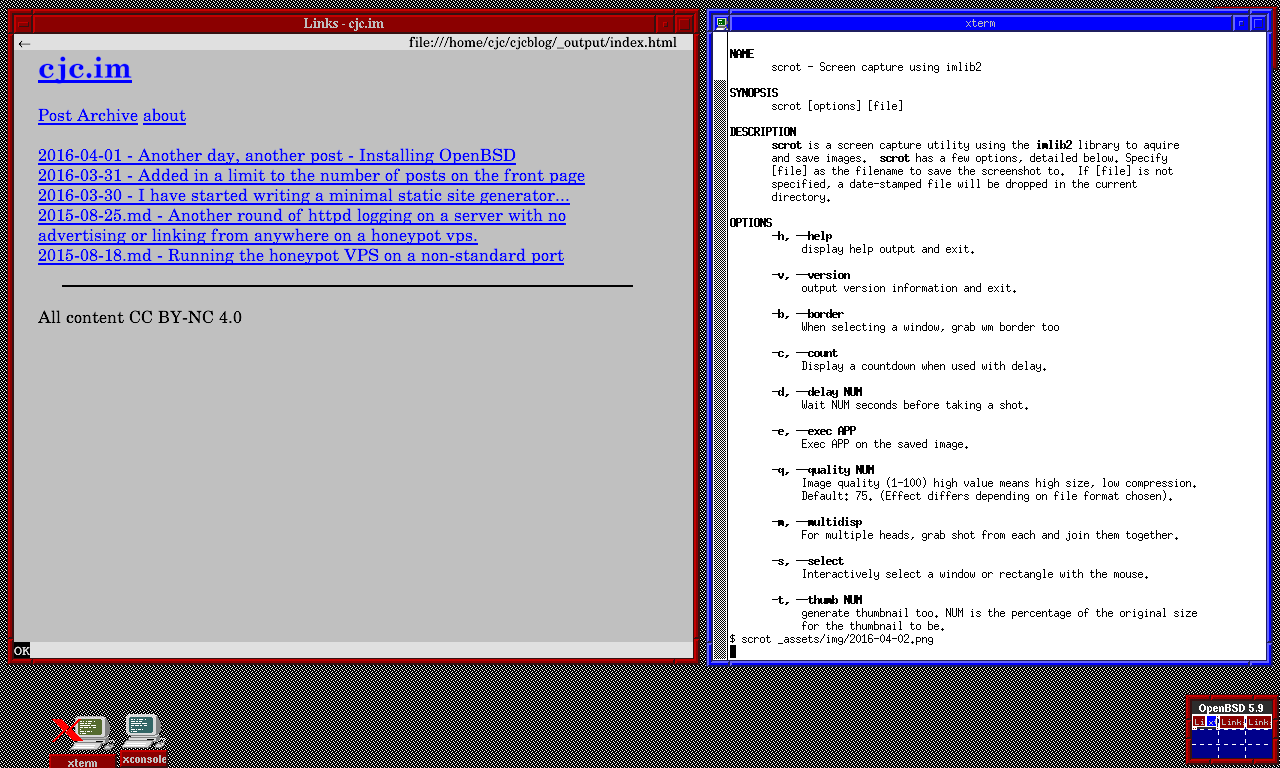 Links - cjc.im
←
file:///home/cjc/cjcblog/_output/index.html
cjc.im
Post Archive about
2016-04-01 - Another day, another post - Installing OpenBSD
2016-03-31 - Added in a limit to the number of posts on the front page
2016-03-30 - I have started writing a minimal static site generator...
2015-08-25.md - Another round of httpd logging on a server with no
advertising or linking from anywhere on a honeypot vps.
2015-08-18.md - Running the honeypot VPS on a non-standard port
All content CC BY-NC 4.0
OK
xterm
NAME
scrot - Screen capture using imlib2
SYNOPSIS
scrot [options] [file]
DESCRIPTION
scrot is a screen capture utility using the imlib2 library to aquire
and save images. scrot has a few options, detailed below. Specify
[file] as the filename to save the screenshot to. If [file] is not
specified, a date-stamped file will be dropped in the current
directory.
OPTIONS
-h, --help
display help output and exit.
-v, --version
output version information and exit.
-b, --border
When selecting a window, grab wm border too
-c, --count
Display a countdown when used with delay.
-d, --delay NUM
Wait NUM seconds before taking a shot.
-e, --exec APP
Exec APP on the saved image.
-q, --quality NUM
Image quality (1-100) high value means high size, low compression.
Default: 75. (Effect differs depending on file format chosen).
-m, --multidisp
For multiple heads, grab shot from each and join them together.
-s, --select
Interactively select a window or rectangle with the mouse.
-t, --thumb NUM
generate thumbnail too. NUM is the percentage of the original size
for the thumbnail to be.
$ scrot _assets/img/2016-04-02.png
xterm
xconsole
OpenBSD 5.9
Li x Link Link